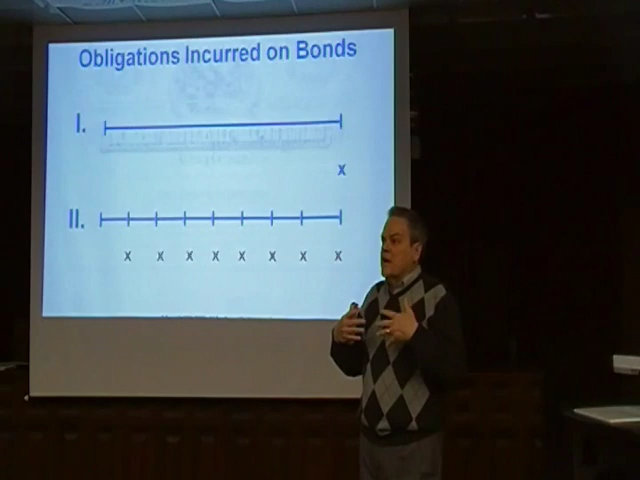 Obligations Incurred on Bonds
I.
x
II.
x x x x x x x x